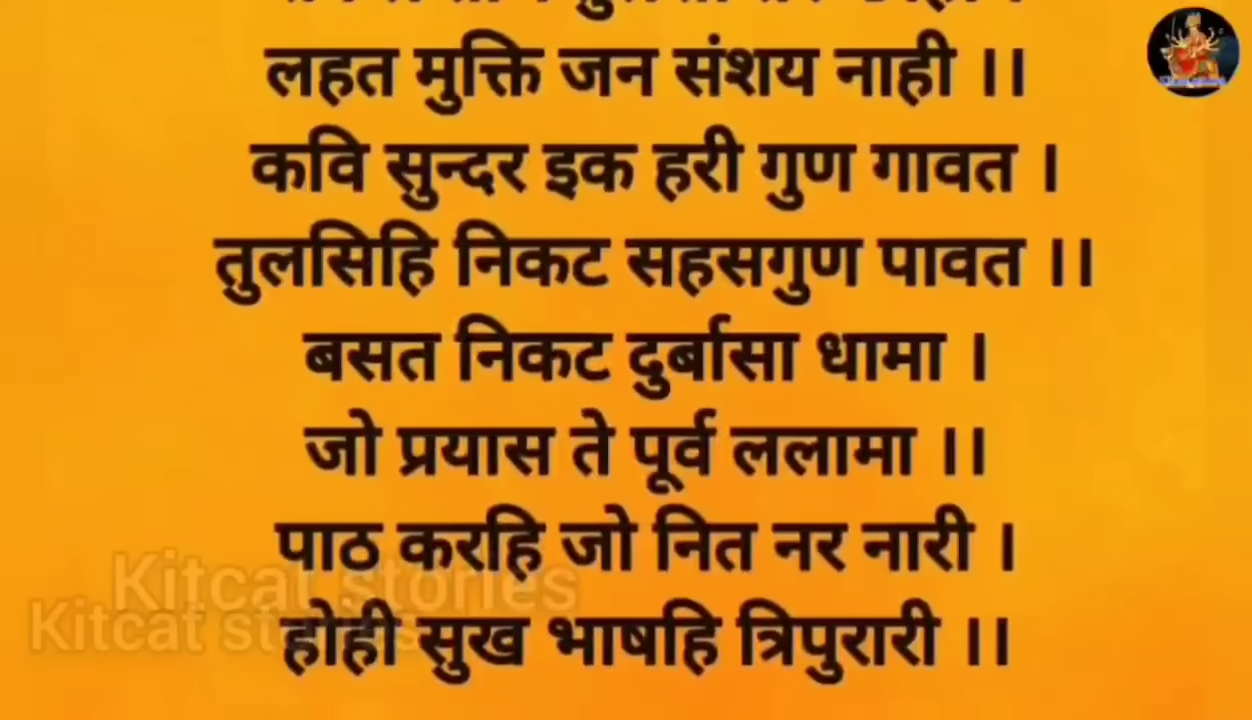 लहत मुक्ति जन संशय नाही ।।
कवि सुन्दर इक हरी गुण गावत ।
तुलसिहि निकट सहसगुण पावत ।।
बसत निकट दुर्बासा धामा ।
जो प्रयास ते पूर्व ललामा ।।
पाठ करहि जो नित नर नारी ।
होही सुख भाषहि त्रिपुरारी ।।
Kitcat stories
Kitcat stories